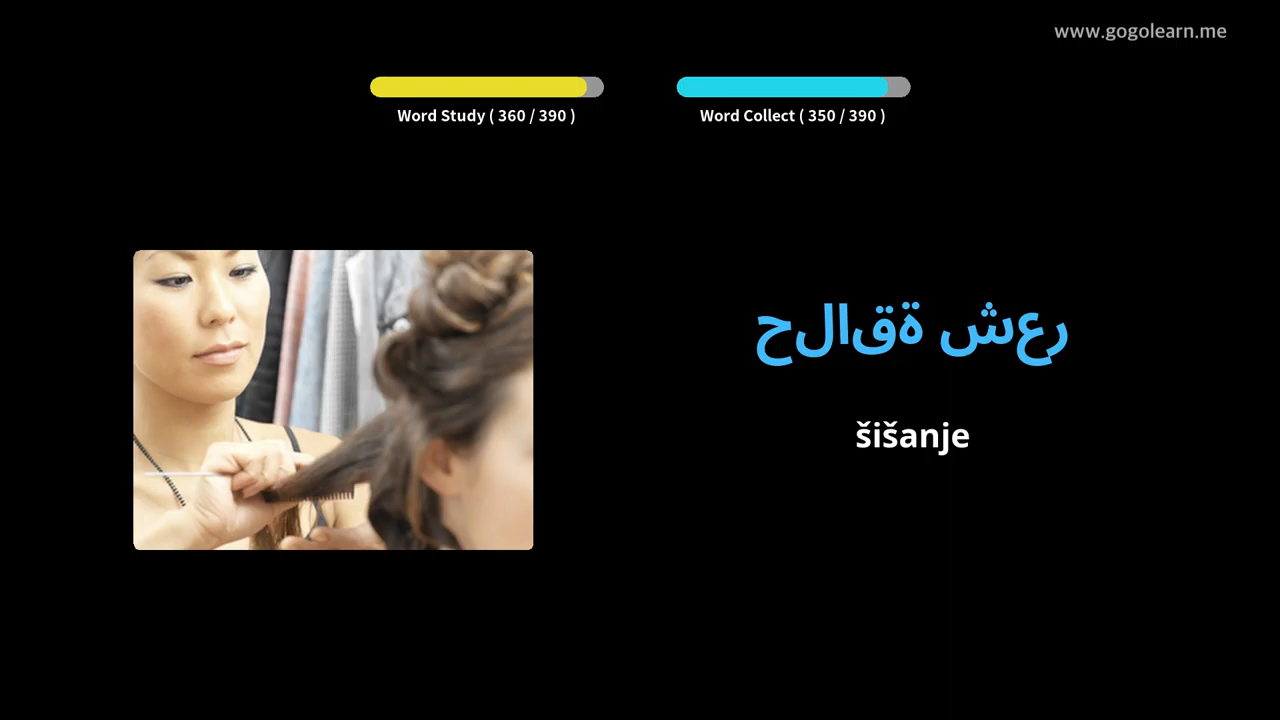 www.gogolearn.me
Word Study ( 360 / 390 )
Word Collect ( 350 / 390 )
حلاقة شعر
šišanje